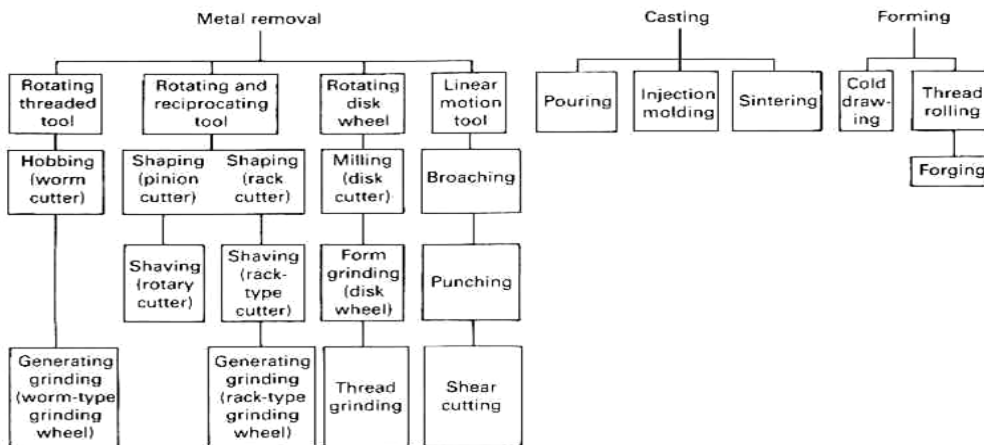 Metal removal
Casting
Forming
Rotating
threaded
tool
Rotating and
reciprocating
tool
Rotating
disk
wheel
Linear
motion
tool
Pouring
Injection
molding
Sintering
Cold
draw-
ing
Thread
rolling
Hobbing
(worm
cutter)
Shaping
(pinion
cutter)
Shaping
(rack
cutter)
Milling
(disk
cutter)
Broaching
Forging
Shaving
(rotary
cutter)
Shaving
(rack-
type
cutter)
Form
grinding
(disk
wheel)
Punching
Generating
grinding
(worm-type
grinding
wheel)
Generating
grinding
(rack-type
grinding
wheel)
Thread
grinding
Shear
cutting